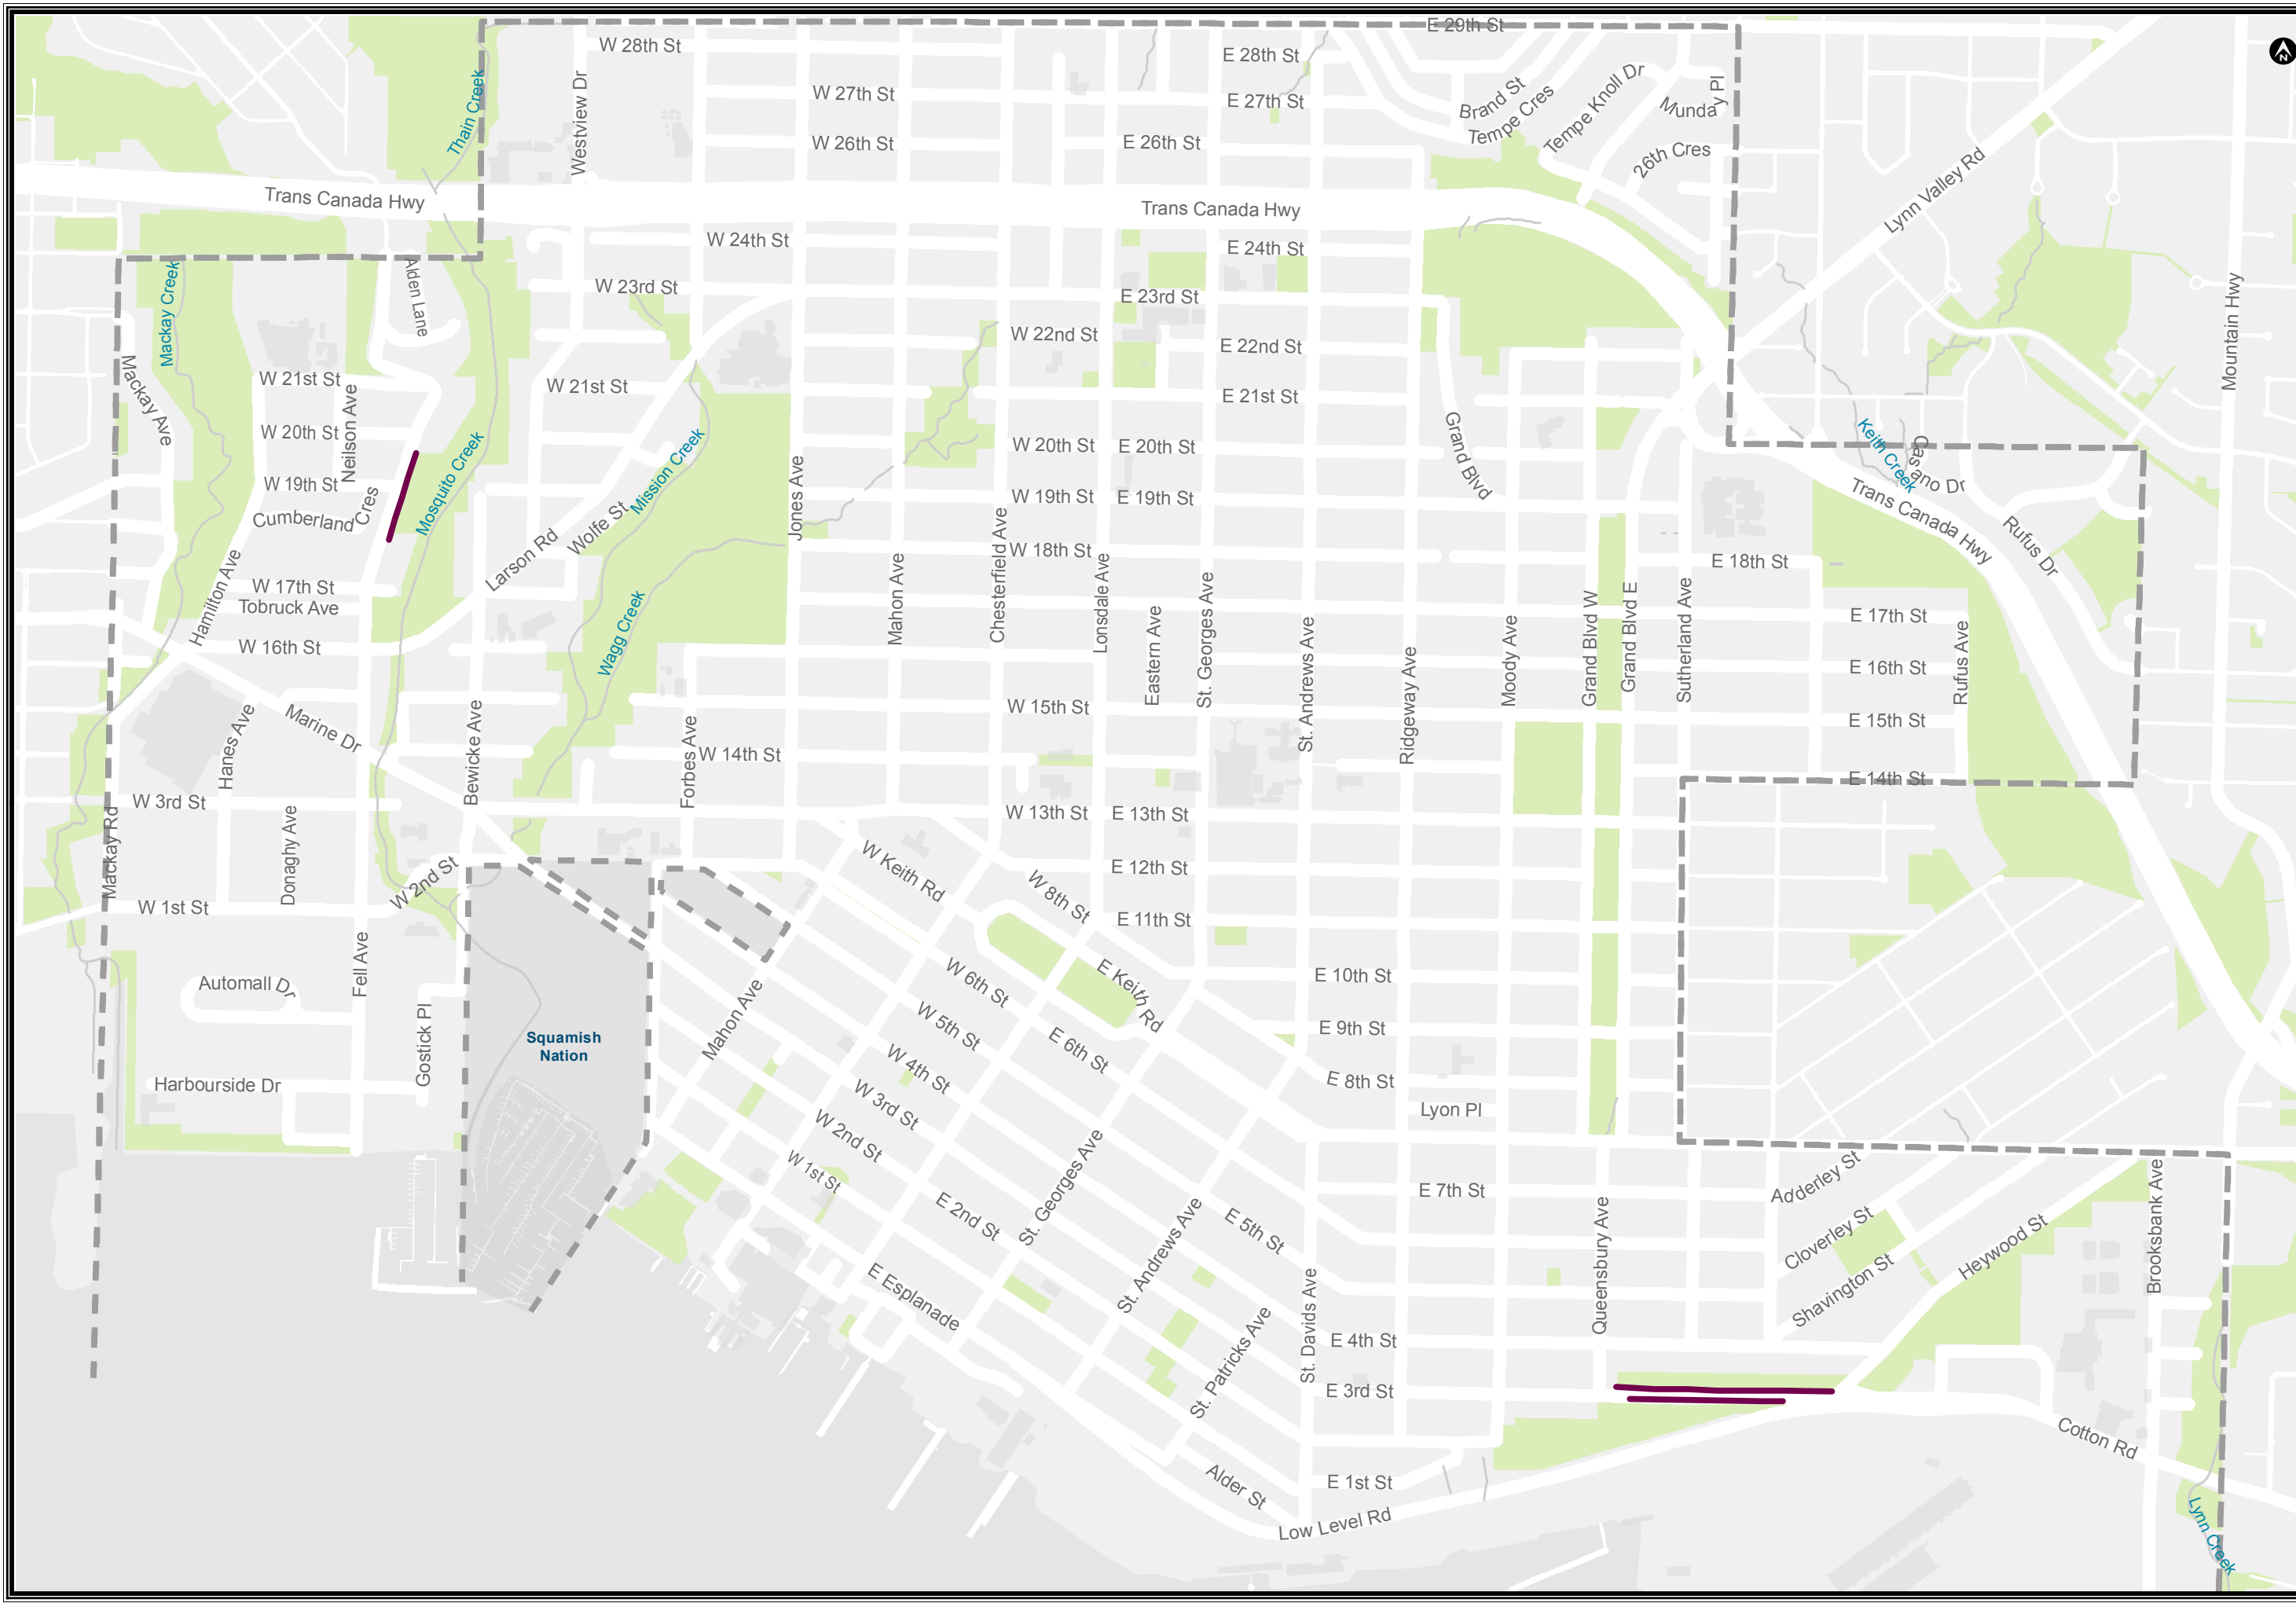 E 29th St
W 28th St
E 28th St
Thain Creek
Westview Dr
W 27th St
E 27th St
Brand St
Tempe Cres
Tempe Knoll Dr
Munday Pl
N
W 26th St
E 26th St
26th Cres
Lynn Valley Rd
Trans Canada Hwy
Trans Canada Hwy
W 24th St
E 24th St
Mackay Creek
Alden Lane
W 23rd St
E 23rd St
Mountain Hwy
W 22nd St
E 22nd St
Mackay Ave
W 21st St
Neilson Ave
W 21st St
E 21st St
Grand Blvd
W 20th St
Mosquito Creek
Mission Creek
W 20th St
E 20th St
Keith Creek
Casano Dr
W 19th St
Cumberland Cres
Jones Ave
W 19th St
E 19th St
Trans Canada Hwy
Rufus Dr
Larson Rd
Wolfe St
W 18th St
E 18th St
Hamilton Ave
W 17th St
Tobruck Ave
W 16th St
Wagg Creek
Mahon Ave
Chesterfield Ave
Lonsdale Ave
Eastern Ave
St. Georges Ave
St. Andrews Ave
Ridgeway Ave
Moody Ave
Grand Blvd W
Grand Blvd E
Sutherland Ave
E 17th St
E 16th St
Rufus Ave
E 15th St
W 15th St
Hanes Ave
Marine Dr
Bewicke Ave
Forbes Ave
W 14th St
E 14th St
W 3rd St
Mackay Rd
Donaghy Ave
W 13th St
E 13th St
W 2nd St
W Keith Rd
W 8th St
E 12th St
W 1st St
E 11th St
Fell Ave
Automall Dr
W 6th St
E Keith Rd
E 10th St
Gostick Pl
Squamish
Nation
Mahon Ave
W 5th St
E 6th St
E 9th St
Harbourside Dr
W 4th St
E 8th St
W 3rd St
Lyon Pl
W 2nd St
W 1st St
St. Georges Ave
E 7th St
Adderley St
Brooksbank Ave
E 2nd St
St. Andrews Ave
E 5th St
Queensbury Ave
Cloverley St
Shavington St
Heywood St
E Esplanade
St. Patricks Ave
St. Davids Ave
E 4th St
E 3rd St
Cotton Rd
Alder St
E 1st St
Low Level Rd
Lynn Creek